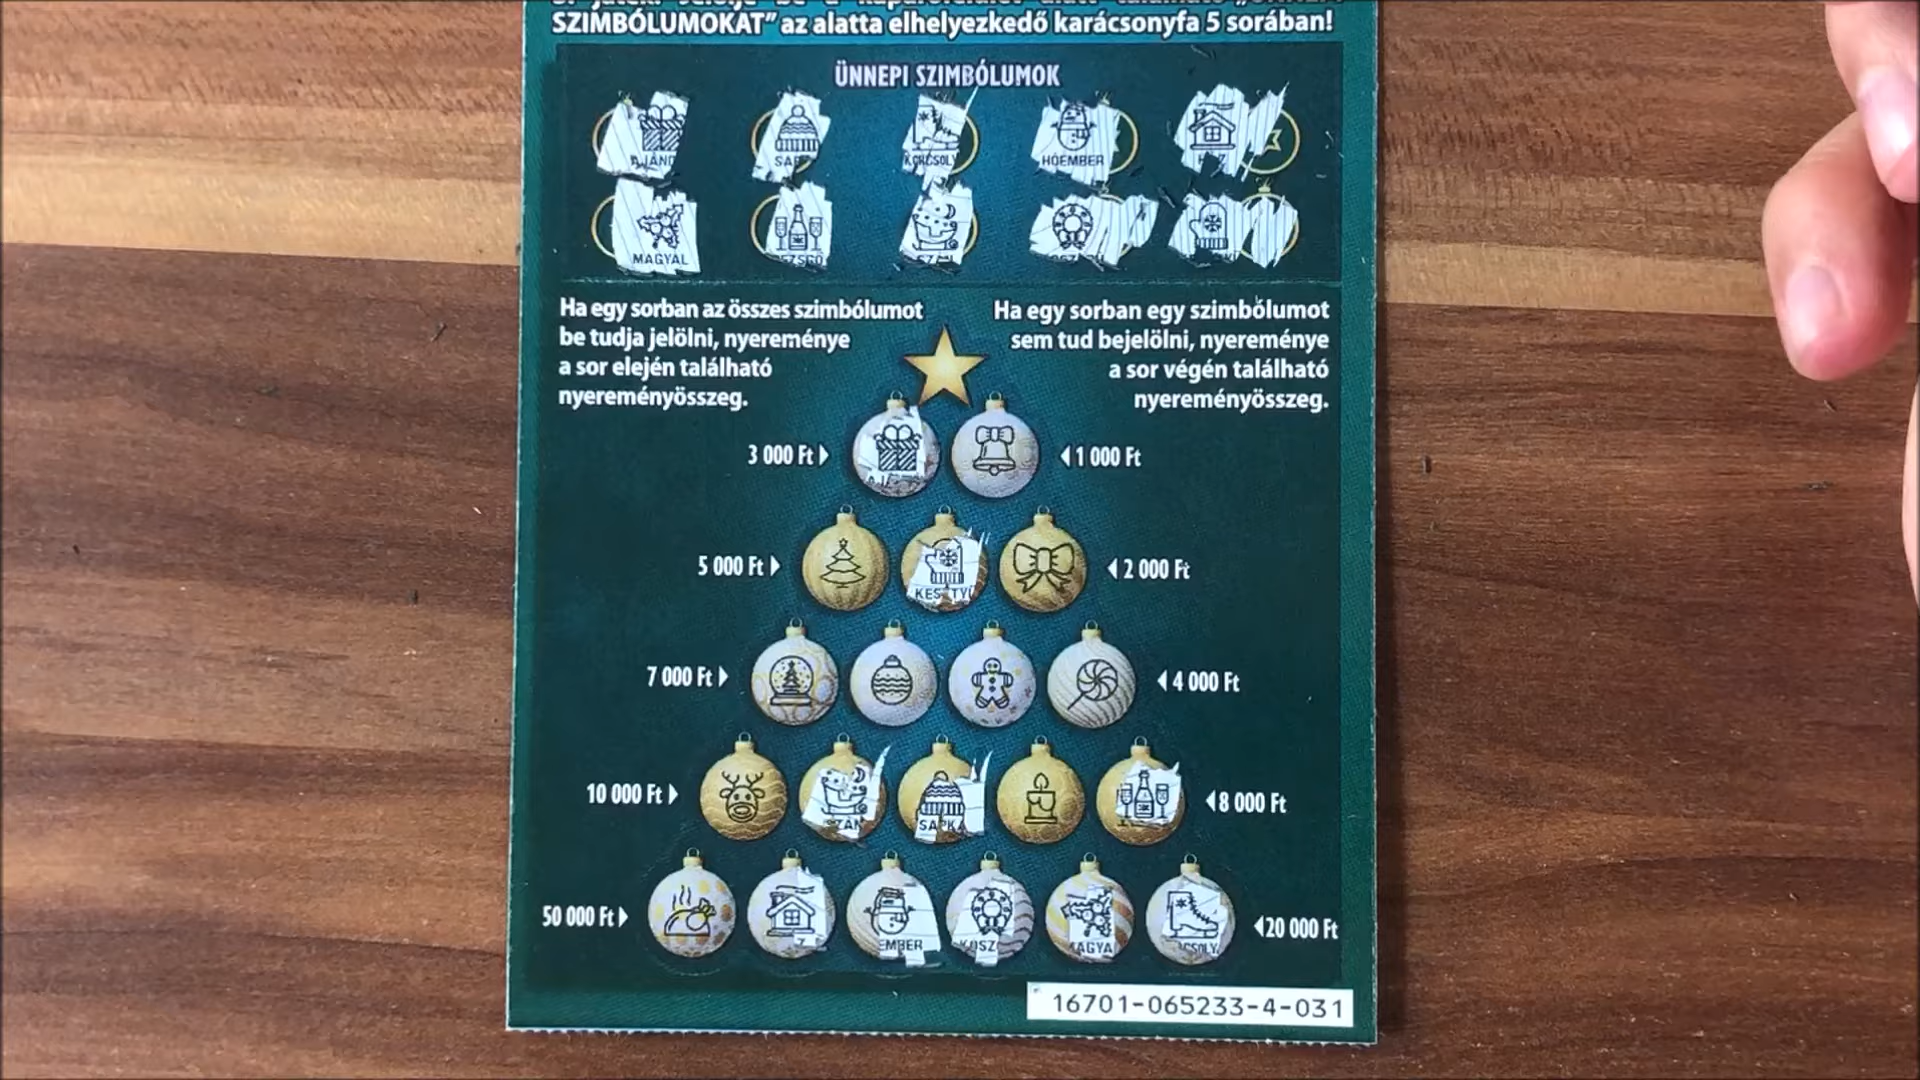 SZIMBÓLUMOKAT” az alatta elhelyezkedő karácsonyfa 5 sorában!
ÜNNEPI SZIMBÓLUMOK
HÓEMBER
MAGYAL
Ha egy sorban az összes szimbólumot
be tudja jelölni, nyereménye
a sor elején található
nyereményösszeg.
Ha egy sorban egy szimbólumot
sem tud bejelölni, nyereménye
a sor végén található
nyereményösszeg.
3 000 Ft
1 000 Ft
5 000 Ft
2 000 Ft
7 000 Ft
4 000 Ft
10 000 Ft
SZÁN
SAPKA
8 000 Ft
50 000 Ft
EMBER
20 000 Ft
16701-065233-4-031